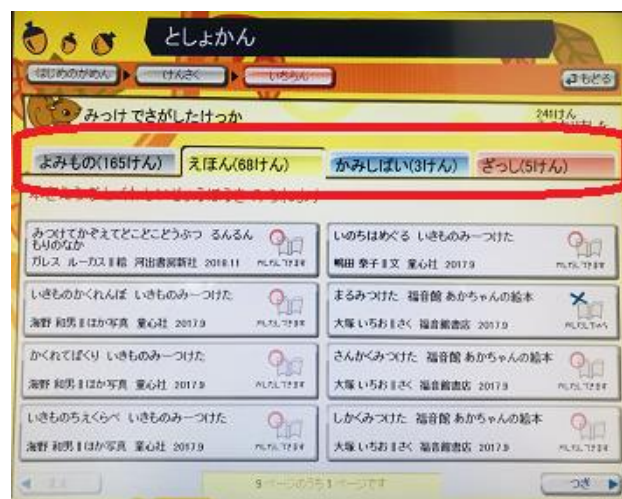 としょかん
はじめのがめん けんさく いちらん もどる
みっけ でさがしたけっか 241けん
よみもの(165けん) えほん(68けん) かみしばい(3けん) ざっし(5けん)
みつけてかぞえてどこどこどうぶつ るんるん
もりのなか
ガレス ルーカス‖絵 河出書房新社 2018.11
いのちはめぐる いきものみーつけた
嶋田 泰子‖文 童心社 2017.9
いきものかくれんぼ いきものみーつけた
海野 和男‖ほか写真 童心社 2017.9
まるみつけた 福音館 あかちゃんの絵本
大塚 いちお‖さく 福音館書店 2017.9
かくれてぱくり いきものみーつけた
海野 和男‖ほか写真 童心社 2017.9
さんかくみつけた 福音館 あかちゃんの絵本
大塚 いちお‖さく 福音館書店 2017.9
いきものちえくらべ いきものみーつけた
海野 和男‖ほか写真 童心社 2017.9
しかくみつけた 福音館 あかちゃんの絵本
大塚 いちお‖さく 福音館書店 2017.9
9ページのうち1ページです
つぎ